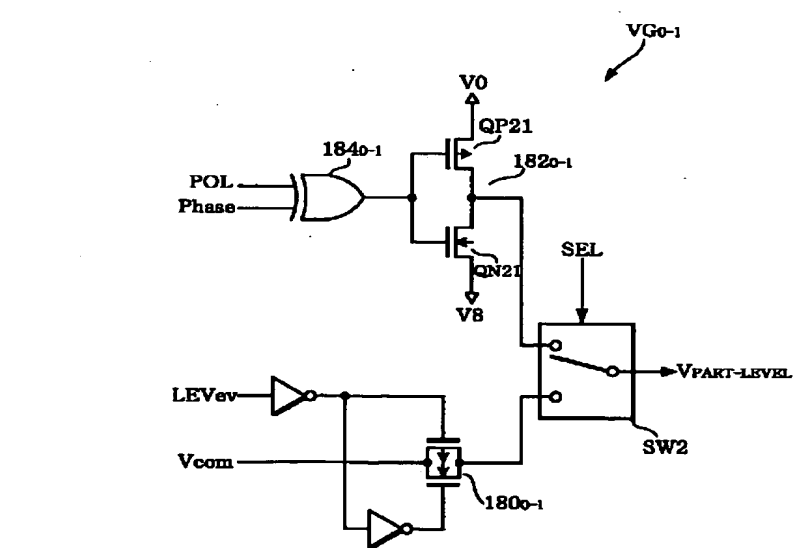 VG0-1
V0
QP21
1840-1
1820-1
POL
Phase
QN21
SEL
V8
VPART-LEVEL
LEVev
SW2
Vcom
1800-1